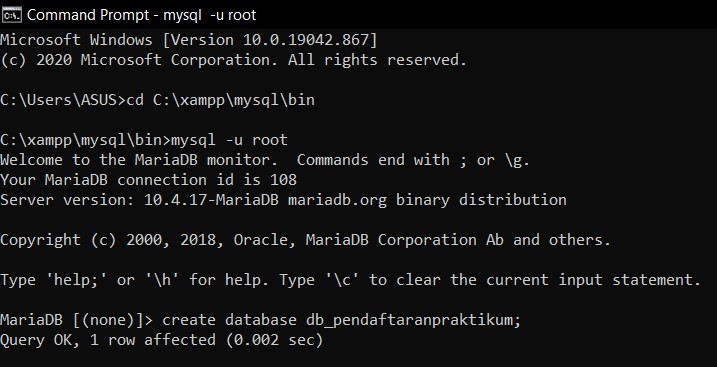 Command Prompt - mysql  -u root
Microsoft Windows [Version 10.0.19042.867]
(c) 2020 Microsoft Corporation. All rights reserved.
C:\Users\ASUS>cd C:\xampp\mysql\bin
C:\xampp\mysql\bin>mysql -u root
Welcome to the MariaDB monitor.  Commands end with ; or \g.
Your MariaDB connection id is 108
Server version: 10.4.17-MariaDB mariadb.org binary distribution
Copyright (c) 2000, 2018, Oracle, MariaDB Corporation Ab and others.
Type 'help;' or '\h' for help. Type '\c' to clear the current input statement.
MariaDB [(none)]> create database db_pendaftaranpraktikum;
Query OK, 1 row affected (0.002 sec)